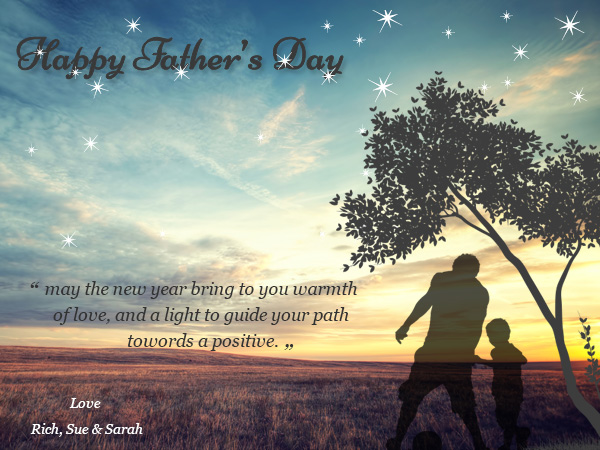 Happy Father's Day
“ may the new year bring to you warmth
of love, and a light to guide your path
towords a positive. „
Love
Rich, Sue & Sarah